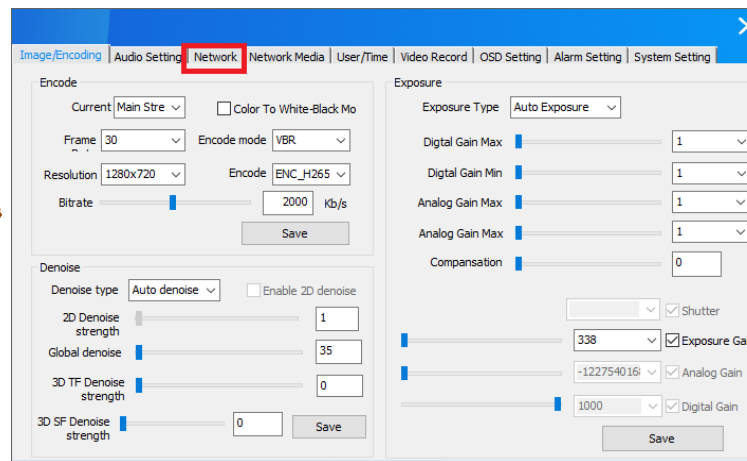 Image/Encoding Audio Setting Network Network Media User/Time Video Record OSD Setting Alarm Setting System Setting
Encode
Current Main Stre Color To White-Black Mo
Frame 30 Encode mode VBR
Resolution 1280x720 Encode ENC_H265
Bitrate 2000 Kb/s
Save
Denoise
Denoise type Auto denoise Enable 2D denoise
2D Denoise strength 1
Global denoise 35
3D TF Denoise strength 0
3D SF Denoise strength 0 Save
Exposure
Exposure Type Auto Exposure
Digtal Gain Max 1
Digtal Gain Min 1
Analog Gain Max 1
Analog Gain Max 1
Compansation 0
Shutter
338 Exposure Gai
-122754016 Analog Gain
1000 Digital Gain
Save